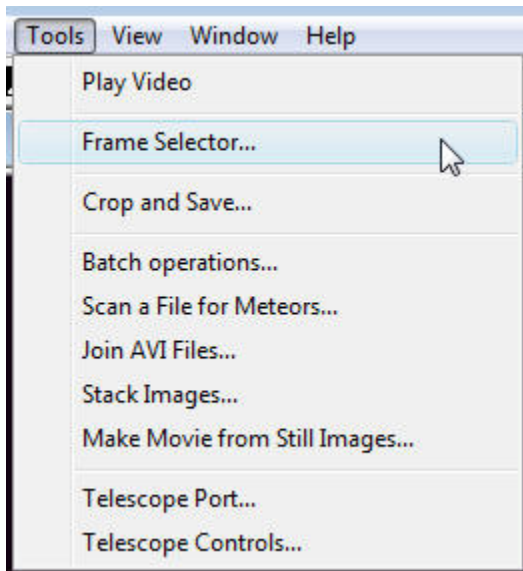 Tools View Window Help
Play Video
Frame Selector...
Crop and Save...
Batch operations...
Scan a File for Meteors...
Join AVI Files...
Stack Images...
Make Movie from Still Images...
Telescope Port...
Telescope Controls...